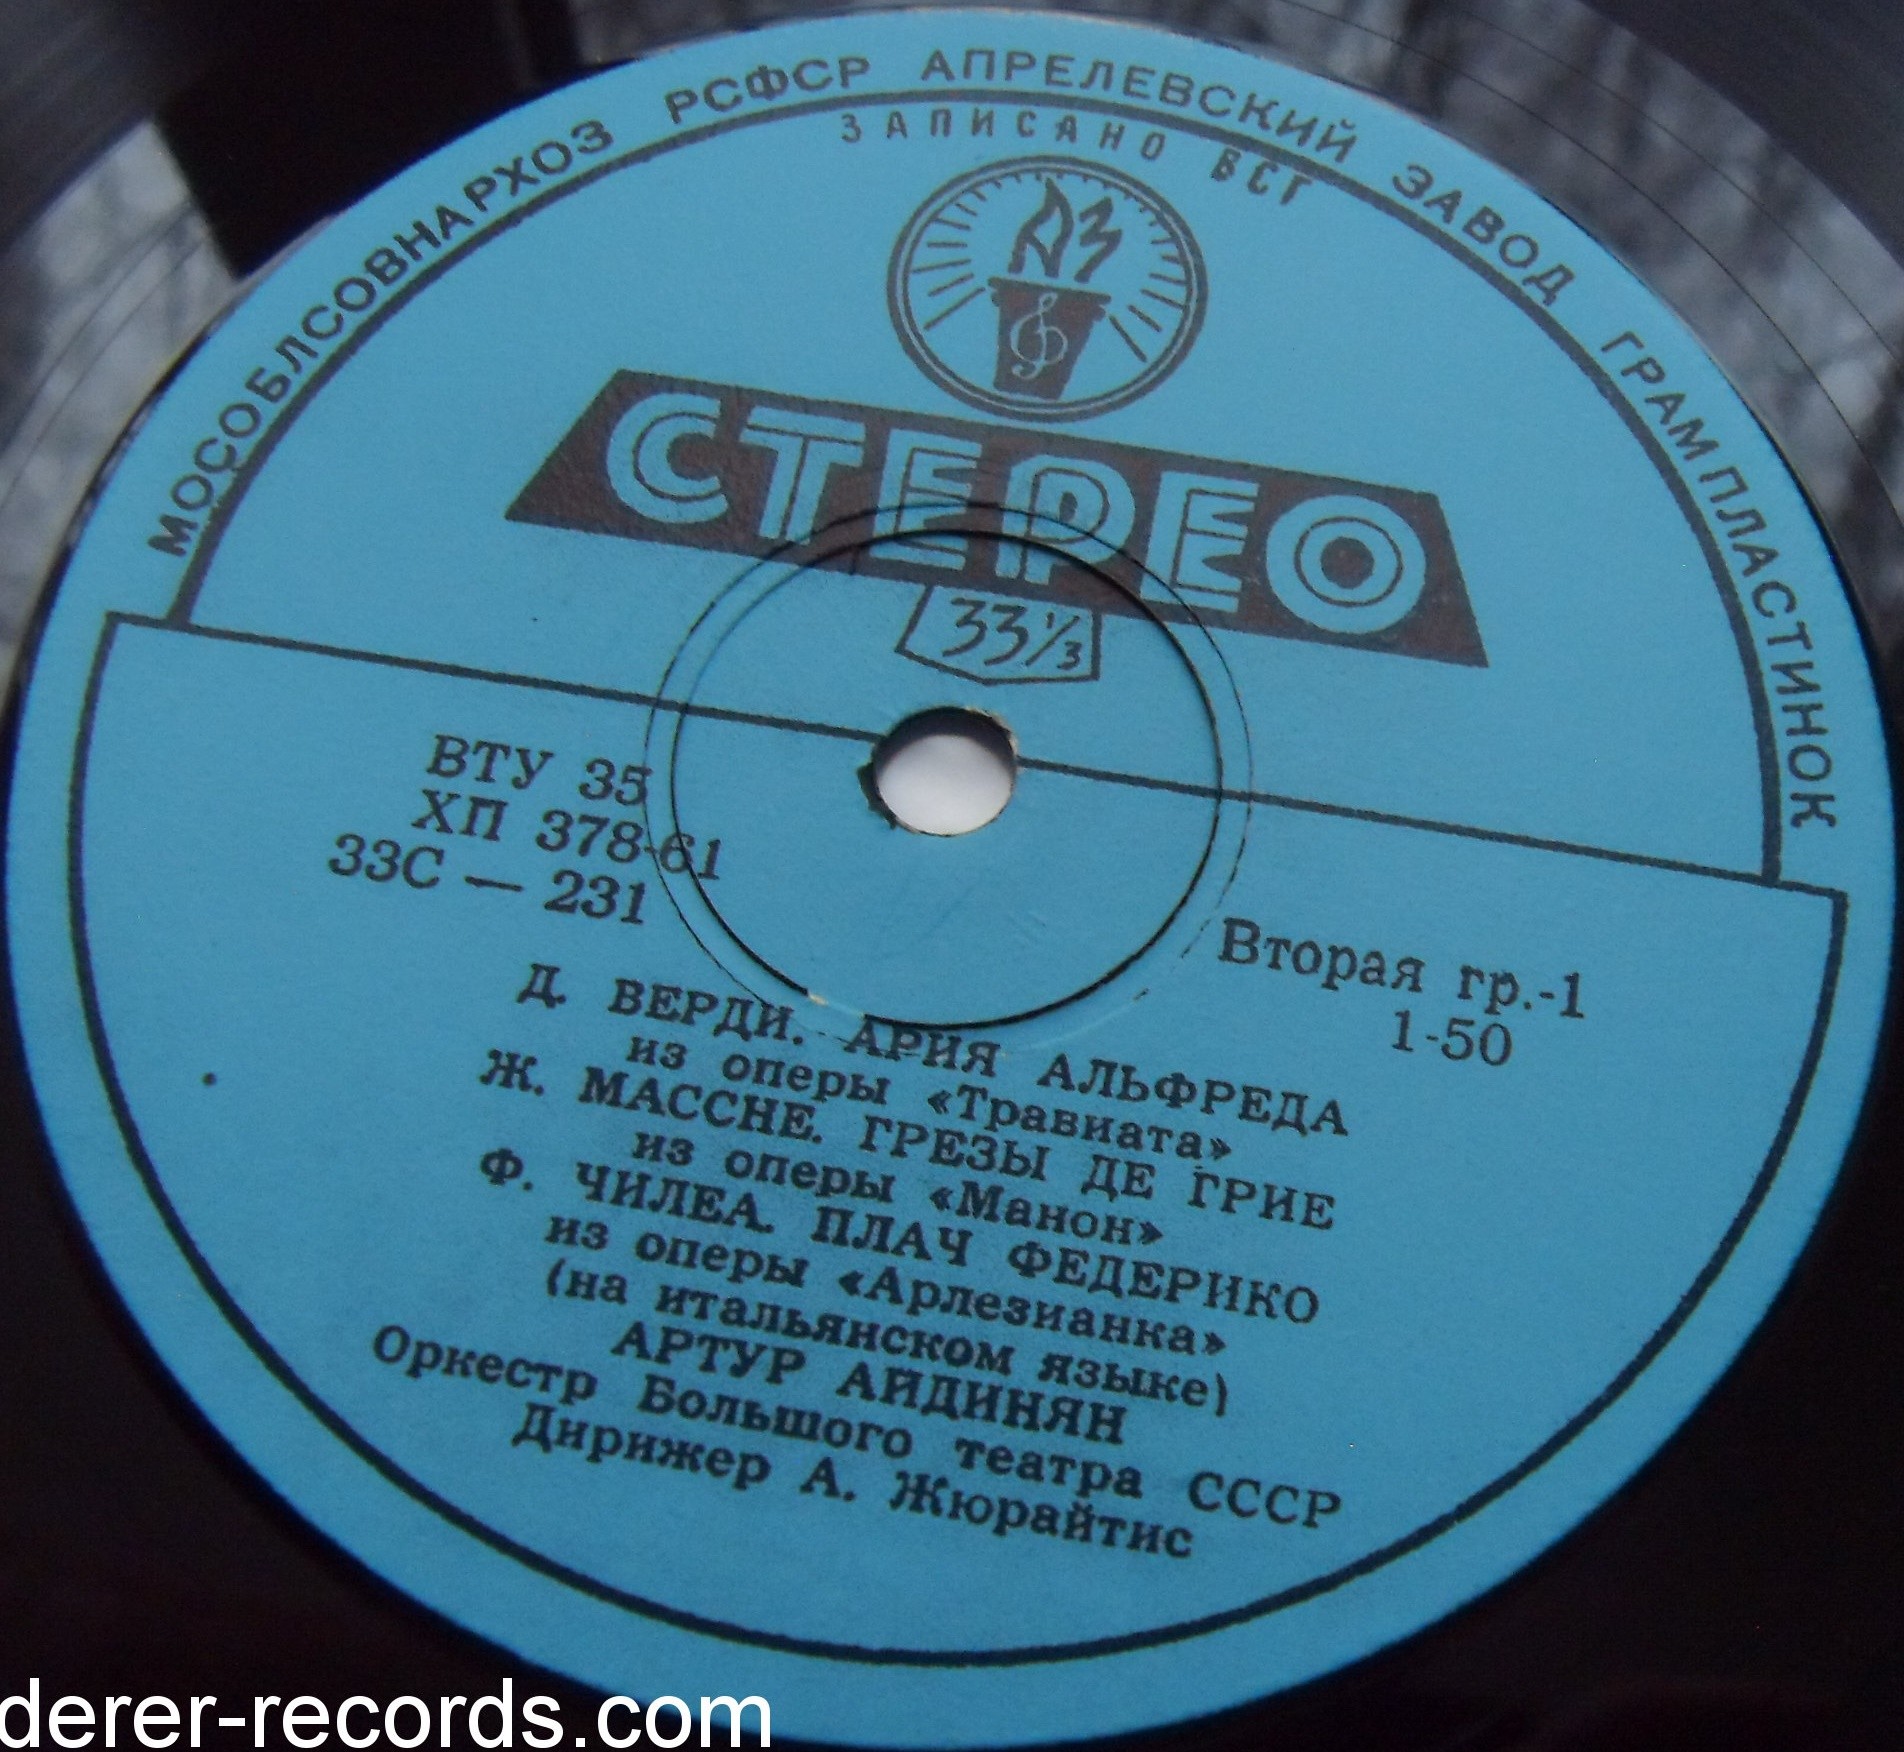 МОСОБЛСОВНАРХОЗ РСФСР АПРЕЛЕВСКИЙ ЗАВОД ГРАМПЛАСТИНОК
ЗАПИСАНО ВСГ
АЗ
СТЕРЕО
33 1/3
ВТУ 35
ХП 378-61
33С — 231
Вторая гр.-1
1-50
Д. ВЕРДИ. АРИЯ АЛЬФРЕДА
из оперы «Травиата»
Ж. МАССНЕ. ГРЕЗЫ ДЕ ГРИЕ
из оперы «Манон»
Ф. ЧИЛЕА. ПЛАЧ ФЕДЕРИКО
из оперы «Арлезианка»
(на итальянском языке)
АРТУР АЙДИНЯН
Оркестр Большого театра СССР
Дирижер А. Жюрайтис
derer-records.com